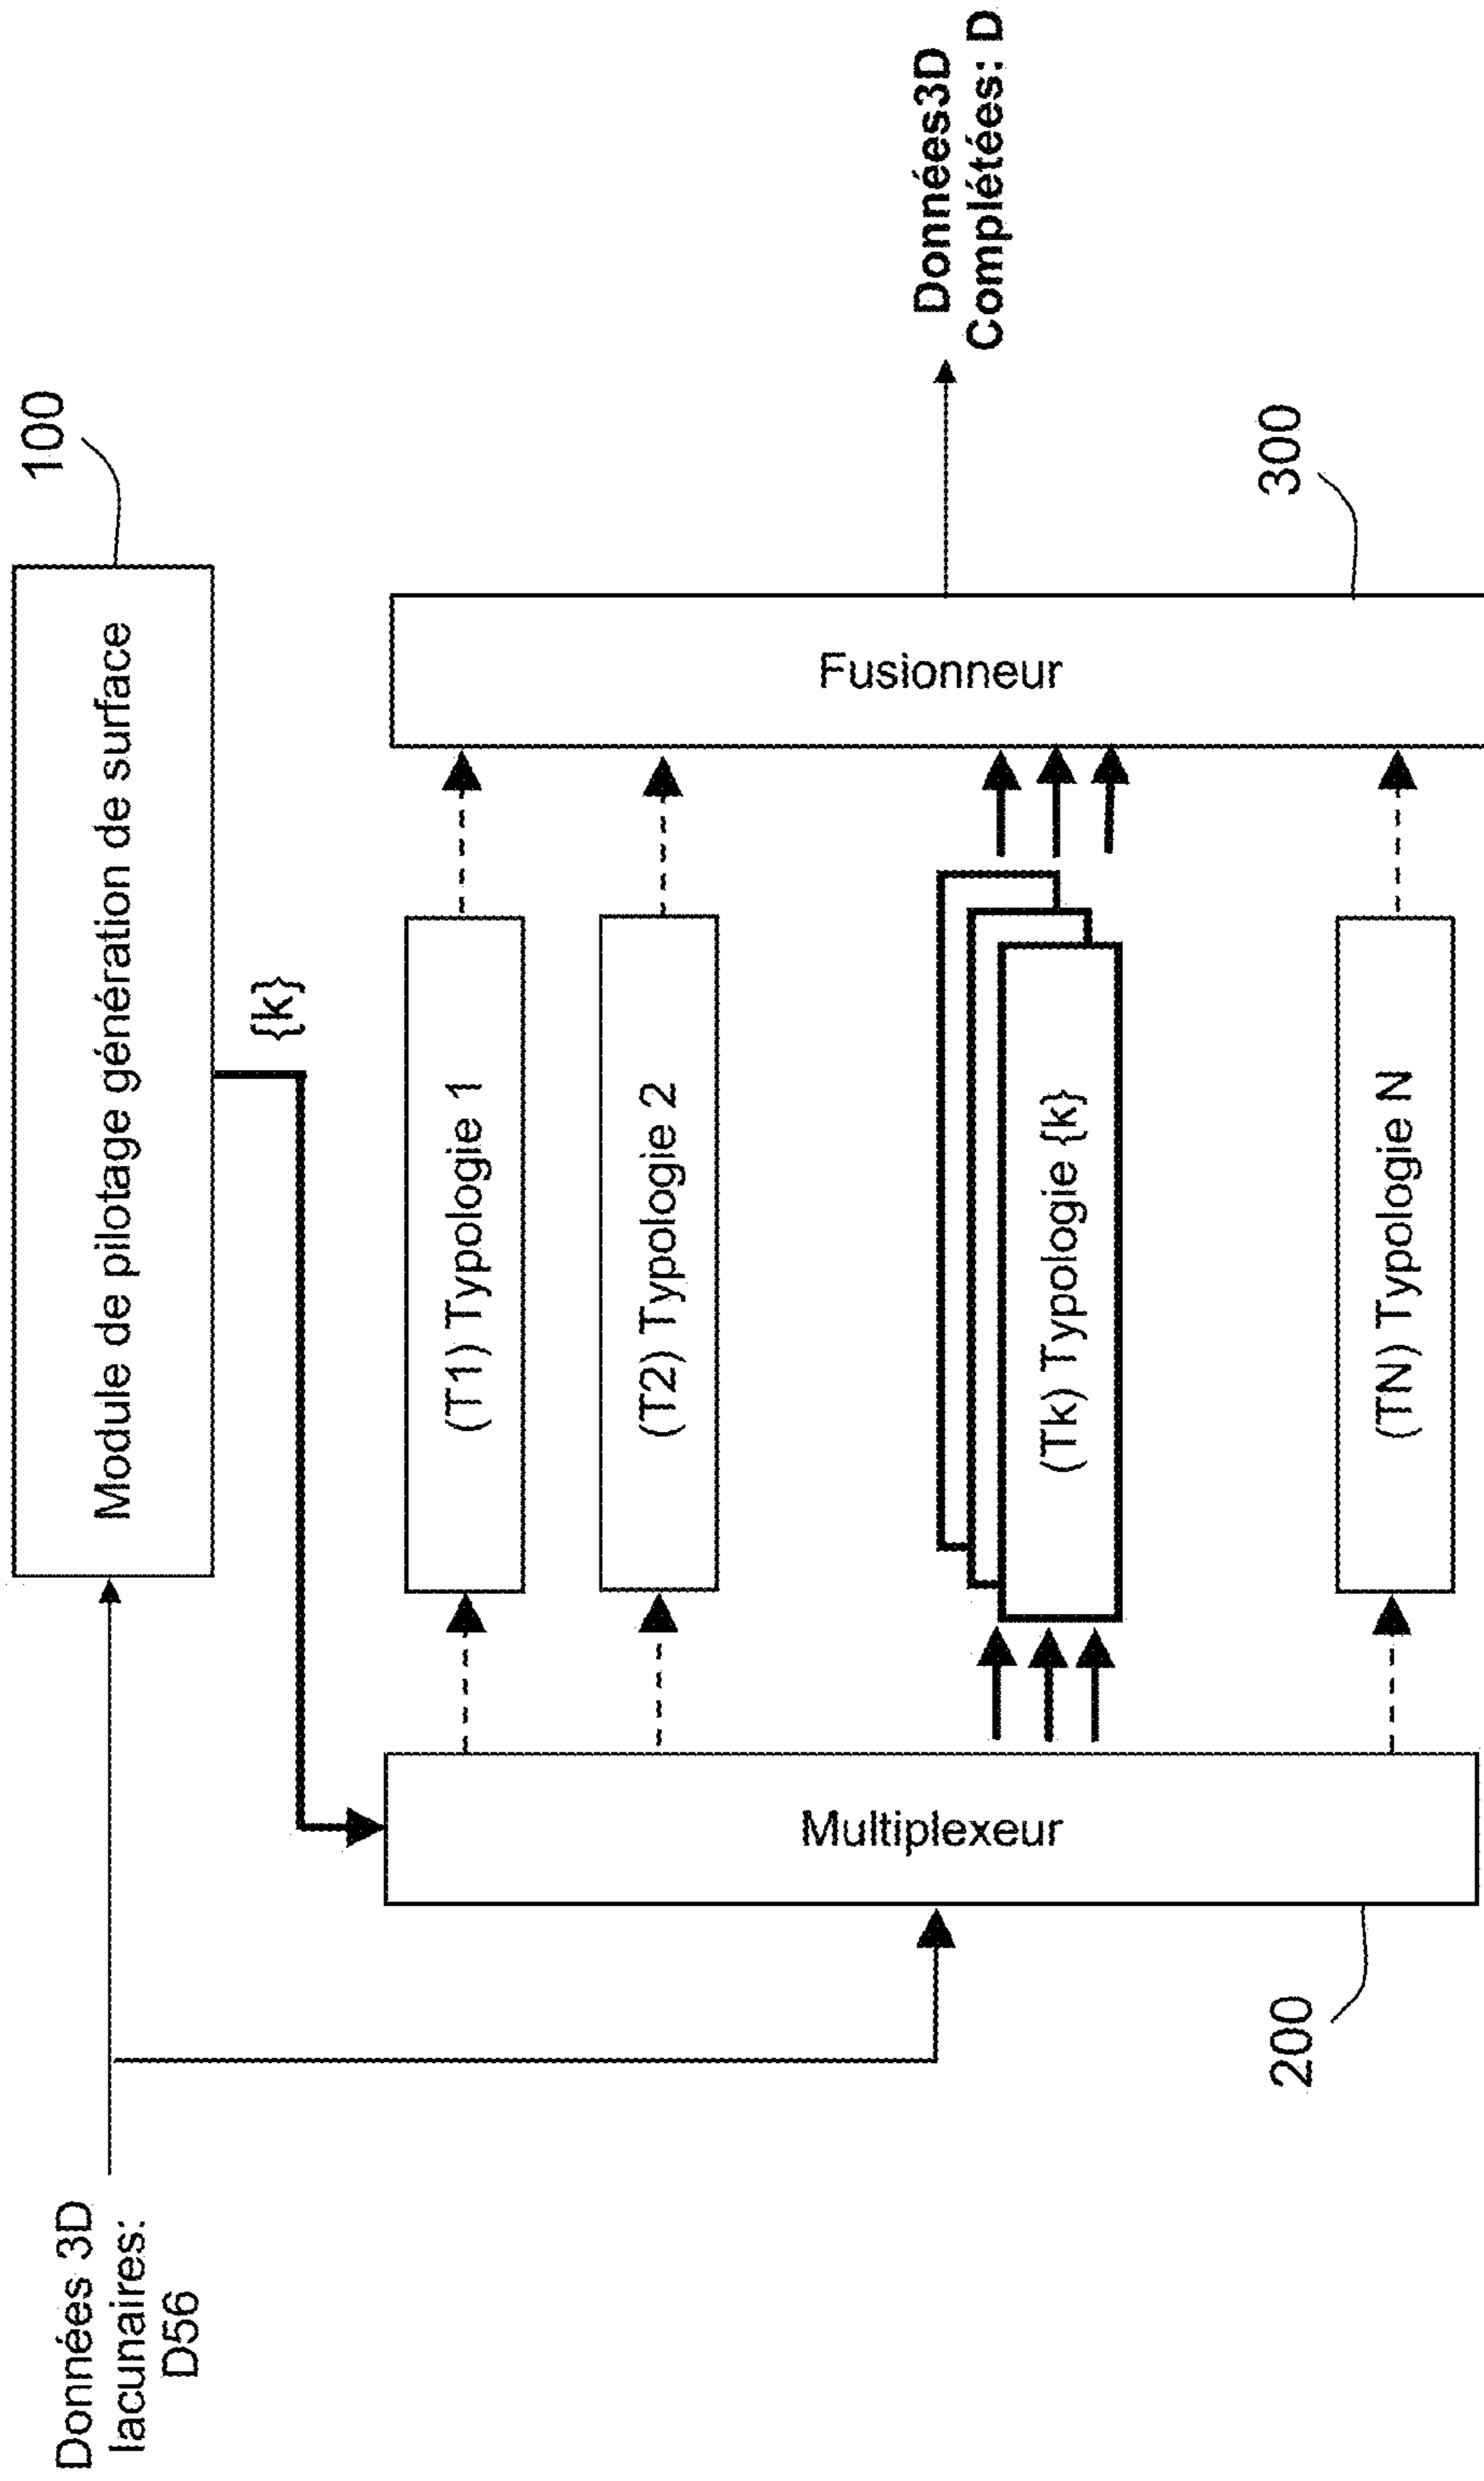 Données 3D
lacunaires:
D56
Module de pilotage génération de surface
100
{k}
Multiplexeur
200
(T1) Typologie 1
(T2) Typologie 2
(Tk) Typologie {k}
(TN) Typologie N
Fusionneur
300
Données3D
Complétées: D